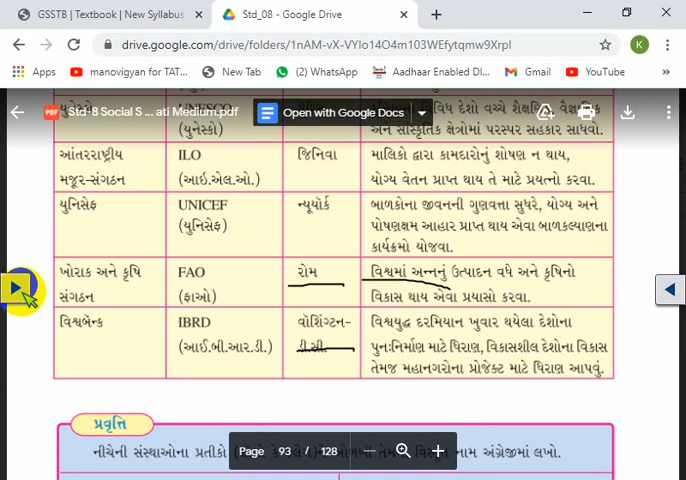 GSSTB | Textbook | New Syllabus
Std_08 - Google Drive
drive.google.com/drive/folders/1nAM-vX-VYIo14O4m103WEfytqmw9Xrpl
K
Apps manovigyan for TAT... New Tab (2) WhatsApp Aadhaar Enabled DI... Gmail YouTube
PDF Std-8 Social S ... ati Medium.pdf Open with Google Docs
યુનેસ્કો UNESCO વિવિધ દેશો વચ્ચે શૈક્ષણિક, વૈજ્ઞાનિક
(યુનેસ્કો) અને સાંસ્કૃતિક ક્ષેત્રોમાં પરસ્પર સહકાર સાધવો.
આંતરરાષ્ટ્રીય ILO જિનિવા માલિકો દ્વારા કામદારોનું શોષણ ન થાય,
મજૂર-સંગઠન (આઇ.એલ.ઓ.) યોગ્ય વેતન પ્રાપ્ત થાય તે માટે પ્રયત્નો કરવા.
યુનિસેફ UNICEF ન્યૂયૉર્ક બાળકોના જીવનની ગુણવત્તા સુધરે, યોગ્ય અને
(યુનિસેફ) પોષણક્ષમ આહાર પ્રાપ્ત થાય એવા બાળકલ્યાણના
કાર્યક્રમો યોજવા.
ખોરાક અને કૃષિ FAO રોમ વિશ્વમાં અન્નનું ઉત્પાદન વધે અને કૃષિનો
સંગઠન (ફાઓ) વિકાસ થાય એવા પ્રયાસો કરવા.
વિશ્વબૅન્ક IBRD વૉશિંગ્ટન- વિશ્વયુદ્ધ દરમિયાન ખુવાર થયેલા દેશોના
(આઈ.બી.આર.ડી.) ડી.સી. પુનઃનિર્માણ માટે ધિરાણ, વિકાસશીલ દેશોના વિકાસ
તેમજ મહાનગરોના પ્રોજેક્ટ માટે ધિરાણ આપવું.
પ્રવૃત્તિ
નીચેની સંસ્થાઓના પ્રતીકો નામ અંગ્રેજીમાં લખો.
Page 93 / 128